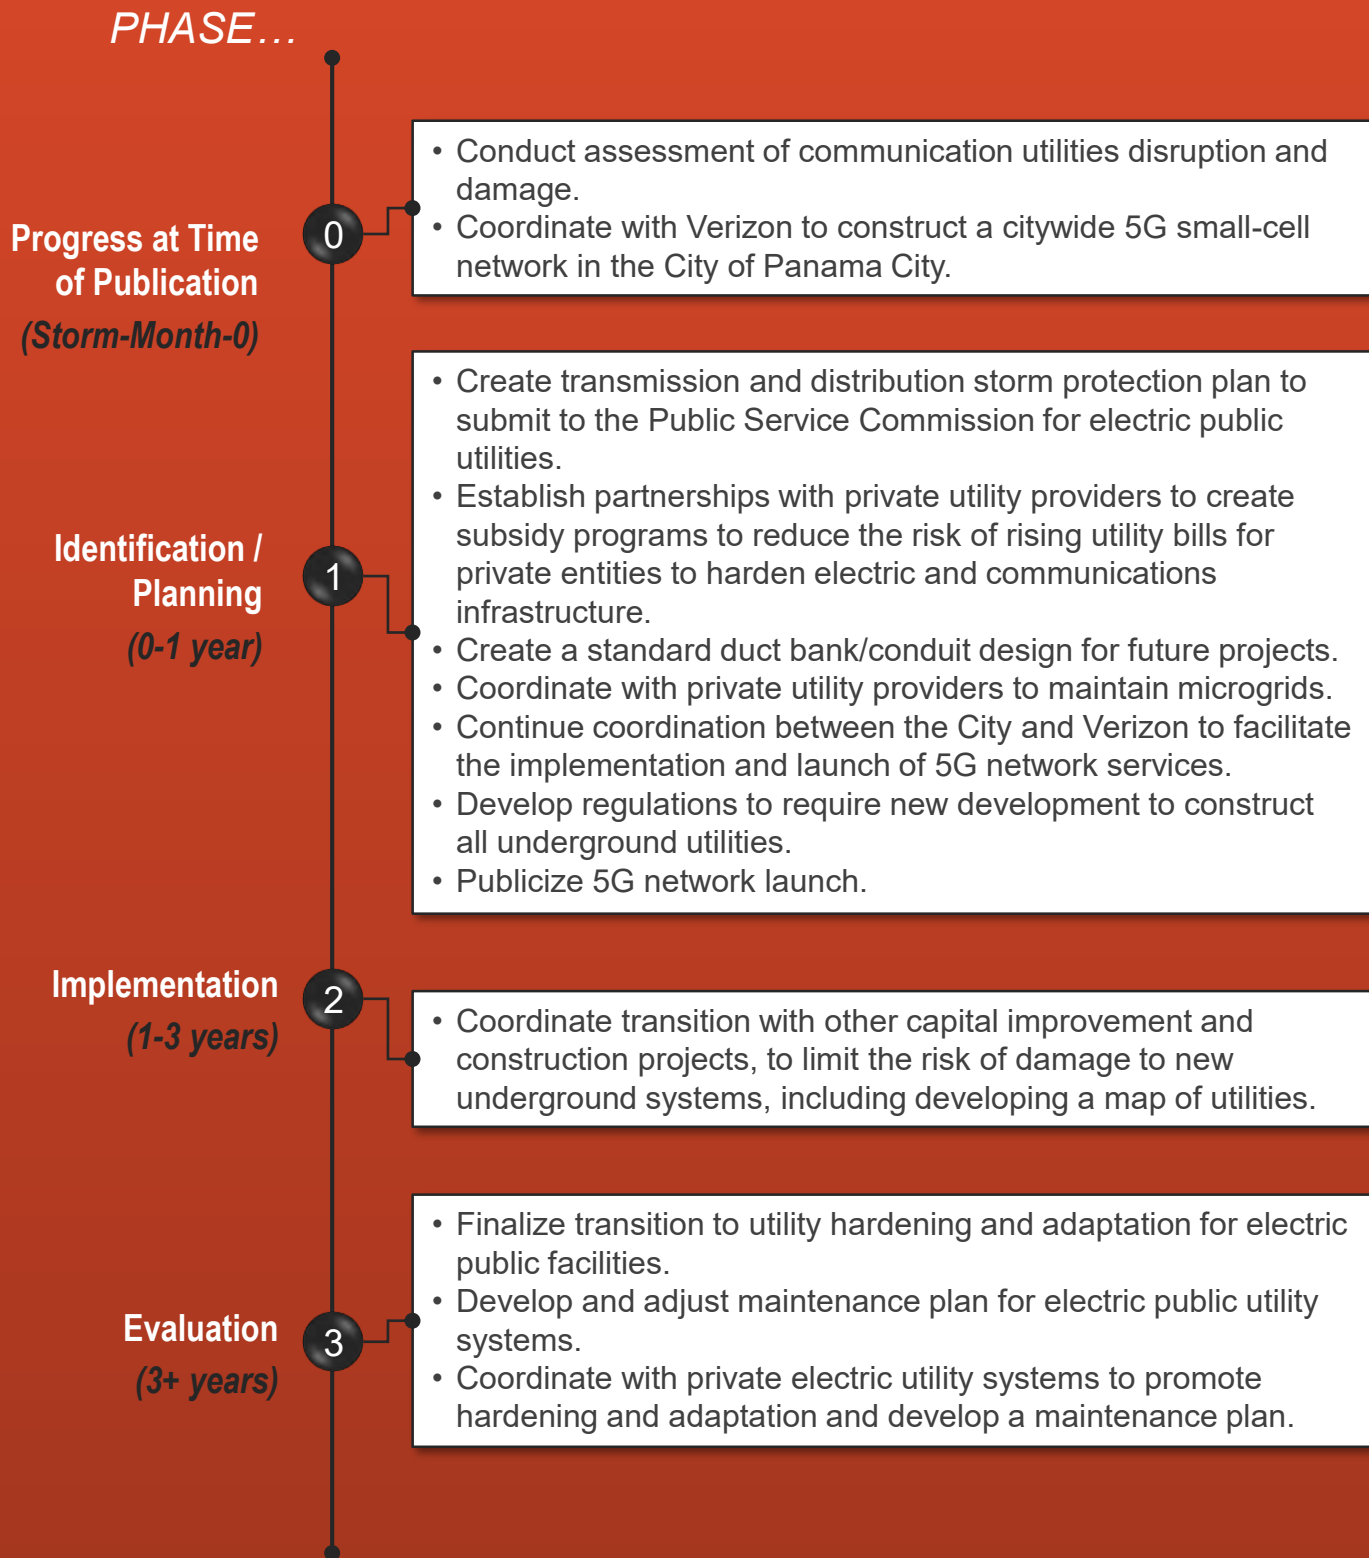 PHASE…
Progress at Time
of Publication
(Storm-Month-0)
0
• Conduct assessment of communication utilities disruption and
damage.
• Coordinate with Verizon to construct a citywide 5G small-cell
network in the City of Panama City.
Identification /
Planning
(0-1 year)
1
• Create transmission and distribution storm protection plan to
submit to the Public Service Commission for electric public
utilities.
• Establish partnerships with private utility providers to create
subsidy programs to reduce the risk of rising utility bills for
private entities to harden electric and communications
infrastructure.
• Create a standard duct bank/conduit design for future projects.
• Coordinate with private utility providers to maintain microgrids.
• Continue coordination between the City and Verizon to facilitate
the implementation and launch of 5G network services.
• Develop regulations to require new development to construct
all underground utilities.
• Publicize 5G network launch.
Implementation
(1-3 years)
2
• Coordinate transition with other capital improvement and
construction projects, to limit the risk of damage to new
underground systems, including developing a map of utilities.
Evaluation
(3+ years)
3
• Finalize transition to utility hardening and adaptation for electric
public facilities.
• Develop and adjust maintenance plan for electric public utility
systems.
• Coordinate with private electric utility systems to promote
hardening and adaptation and develop a maintenance plan.